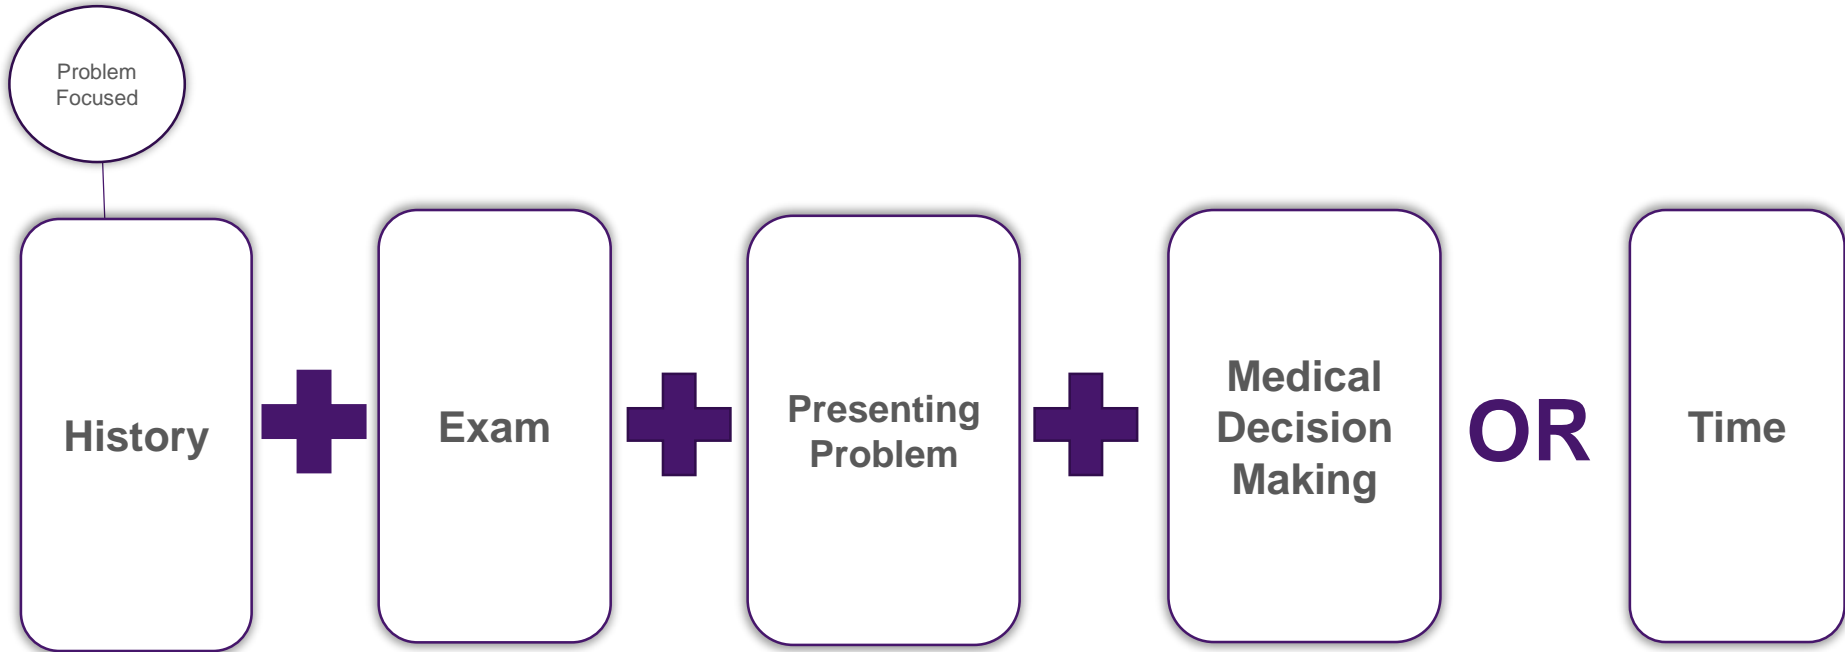 Problem
Focused
History
Exam
Presenting
Problem
Medical
Decision
Making
OR
Time